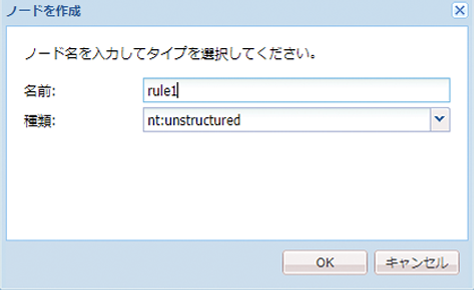 ノードを作成
ノード名を入力してタイプを選択してください。
名前: rule1
種類: nt:unstructured
OK キャンセル